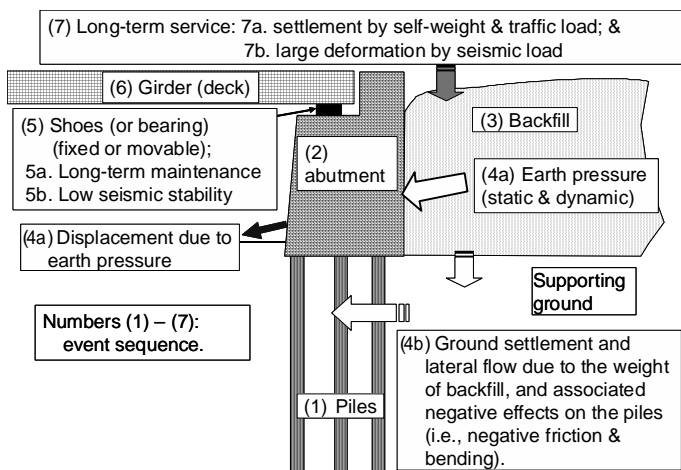 (7) Long-term service: 7a. settlement by self-weight & traffic load; &
7b. large deformation by seismic load
(6) Girder (deck)
(5) Shoes (or bearing)
(fixed or movable);
5a. Long-term maintenance
5b. Low seismic stability
(2)
abutment
(3) Backfill
(4a) Earth pressure
(static & dynamic)
(4a) Displacement due to
earth pressure
Supporting
ground
Numbers (1) – (7):
event sequence.
(1) Piles
(4b) Ground settlement and
lateral flow due to the weight
of backfill, and associated
negative effects on the piles
(i.e., negative friction &
bending).